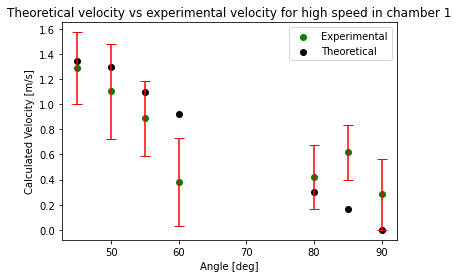 Theoretical velocity vs experimental velocity for high speed in chamber 1
Experimental
Theoretical
Calculated Velocity [m/s]
1.6
1.4
1.2
1.0
0.8
0.6
0.4
0.2
0.0
50 60 70 80 90
Angle [deg]